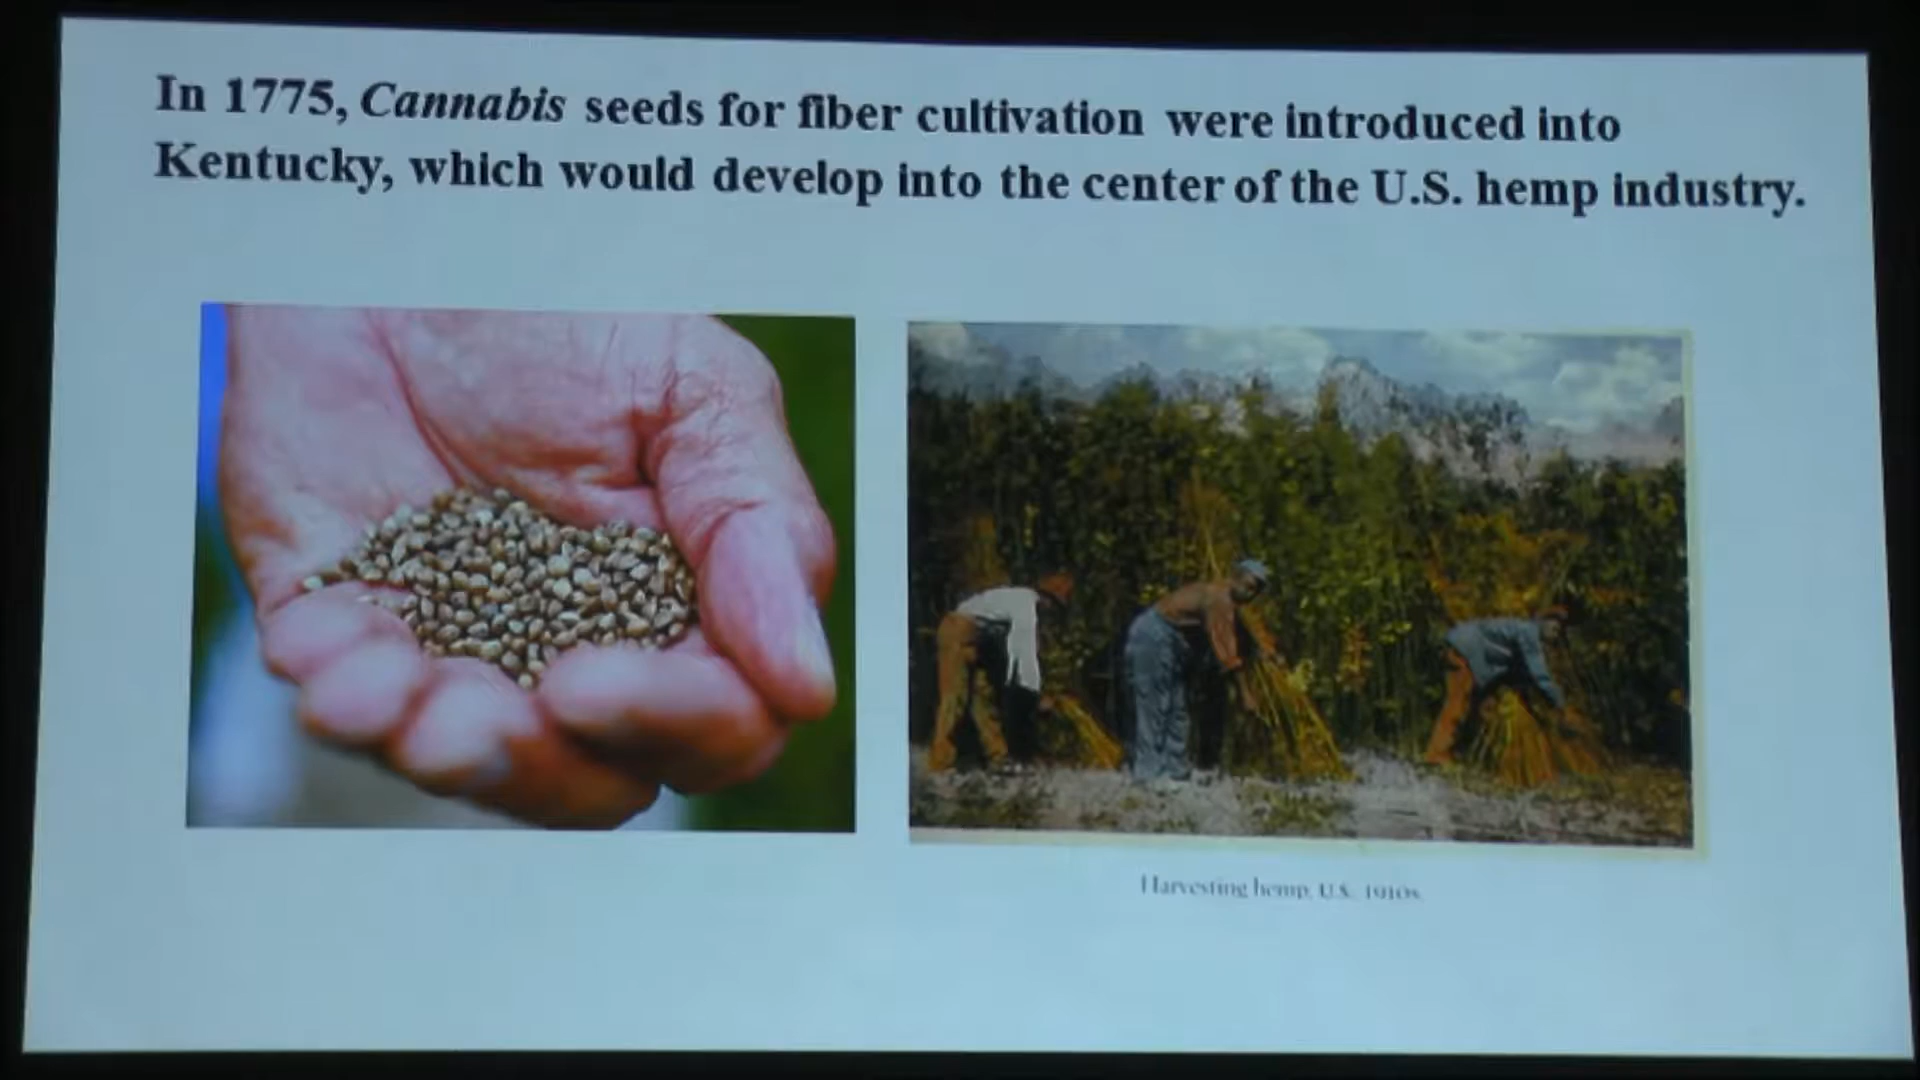 In 1775, Cannabis seeds for fiber cultivation were introduced into
Kentucky, which would develop into the center of the U.S. hemp industry.
Harvesting hemp, U.S. 1910s